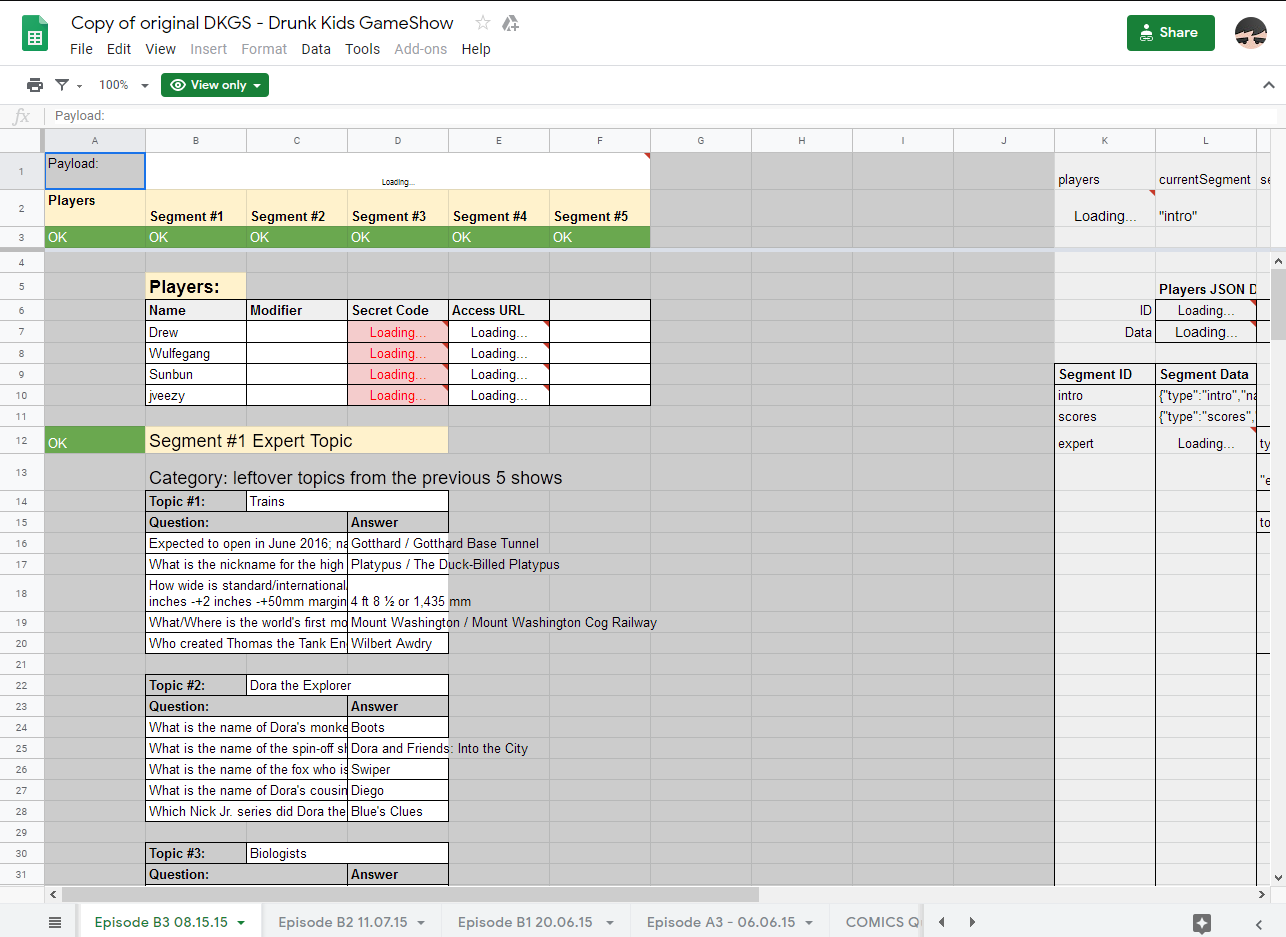 Copy of original DKGS - Drunk Kids GameShow
File Edit View Insert Format Data Tools Add-ons Help
Share
100% View only
fx Payload:
A B C D E F G H I J K L
1 Payload: Loading... players currentSegment se
2 Players Segment #1 Segment #2 Segment #3 Segment #4 Segment #5 Loading... "intro"
3 OK OK OK OK OK OK
4
5 Players: Players JSON D
6 Name Modifier Secret Code Access URL ID Loading...
7 Drew Loading... Loading... Data Loading...
8 Wulfegang Loading... Loading...
9 Sunbun Loading... Loading... Segment ID Segment Data
10 jveezy Loading... Loading... intro {"type":"intro","na
11 scores {"type":"scores",
12 OK Segment #1 Expert Topic expert Loading... ty
13 Category: leftover topics from the previous 5 shows "e
14 Topic #1: Trains
15 Question: Answer to
16 Expected to open in June 2016; na Gotthard / Gotthard Base Tunnel
17 What is the nickname for the high Platypus / The Duck-Billed Platypus
18 How wide is standard/international
inches -+2 inches -+50mm margin 4 ft 8 ½ or 1,435 mm
19 What/Where is the world's first mo Mount Washington / Mount Washington Cog Railway
20 Who created Thomas the Tank En Wilbert Awdry
21
22 Topic #2: Dora the Explorer
23 Question: Answer
24 What is the name of Dora's monke Boots
25 What is the name of the spin-off sh Dora and Friends: Into the City
26 What is the name of the fox who is Swiper
27 What is the name of Dora's cousin Diego
28 Which Nick Jr. series did Dora the Blue's Clues
29
30 Topic #3: Biologists
31 Question: Answer
Episode B3 08.15.15 Episode B2 11.07.15 Episode B1 20.06.15 Episode A3 - 06.06.15 COMICS Q